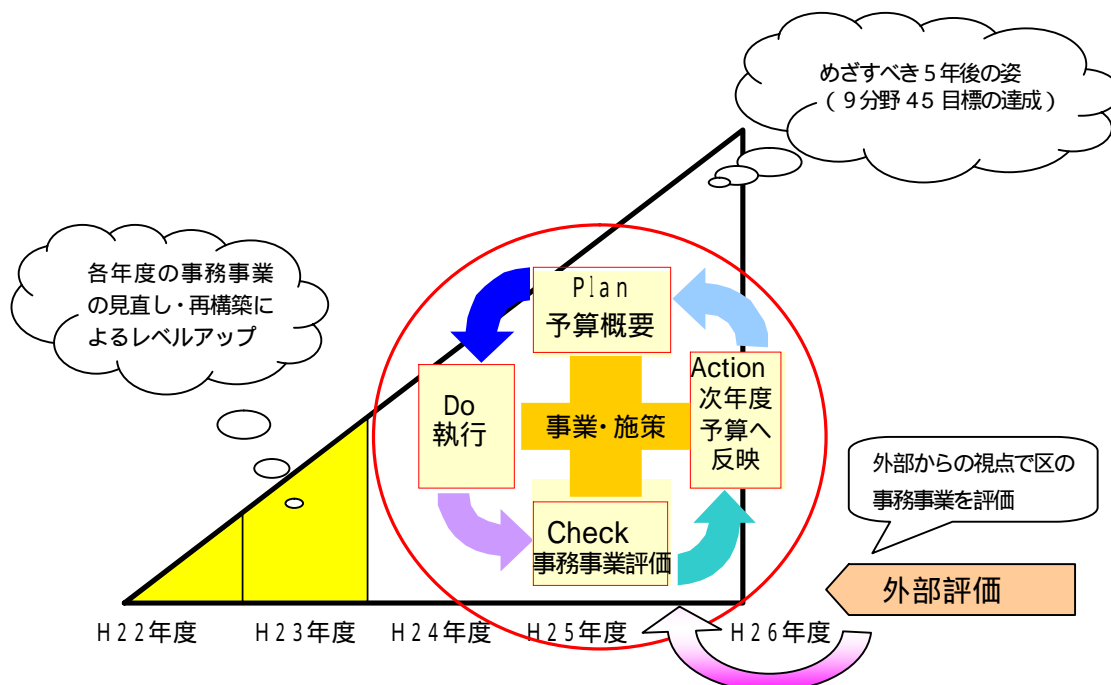 めざすべき5年後の姿
(9分野45目標の達成)
各年度の事務事業
の見直し・再構築に
よるレベルアップ
Plan
予算概要
Do
執行
事業・施策
Action
次年度
予算へ
反映
Check
事務事業評価
外部からの視点で区の
事務事業を評価
外部評価
H22年度
H23年度
H24年度
H25年度
H26年度